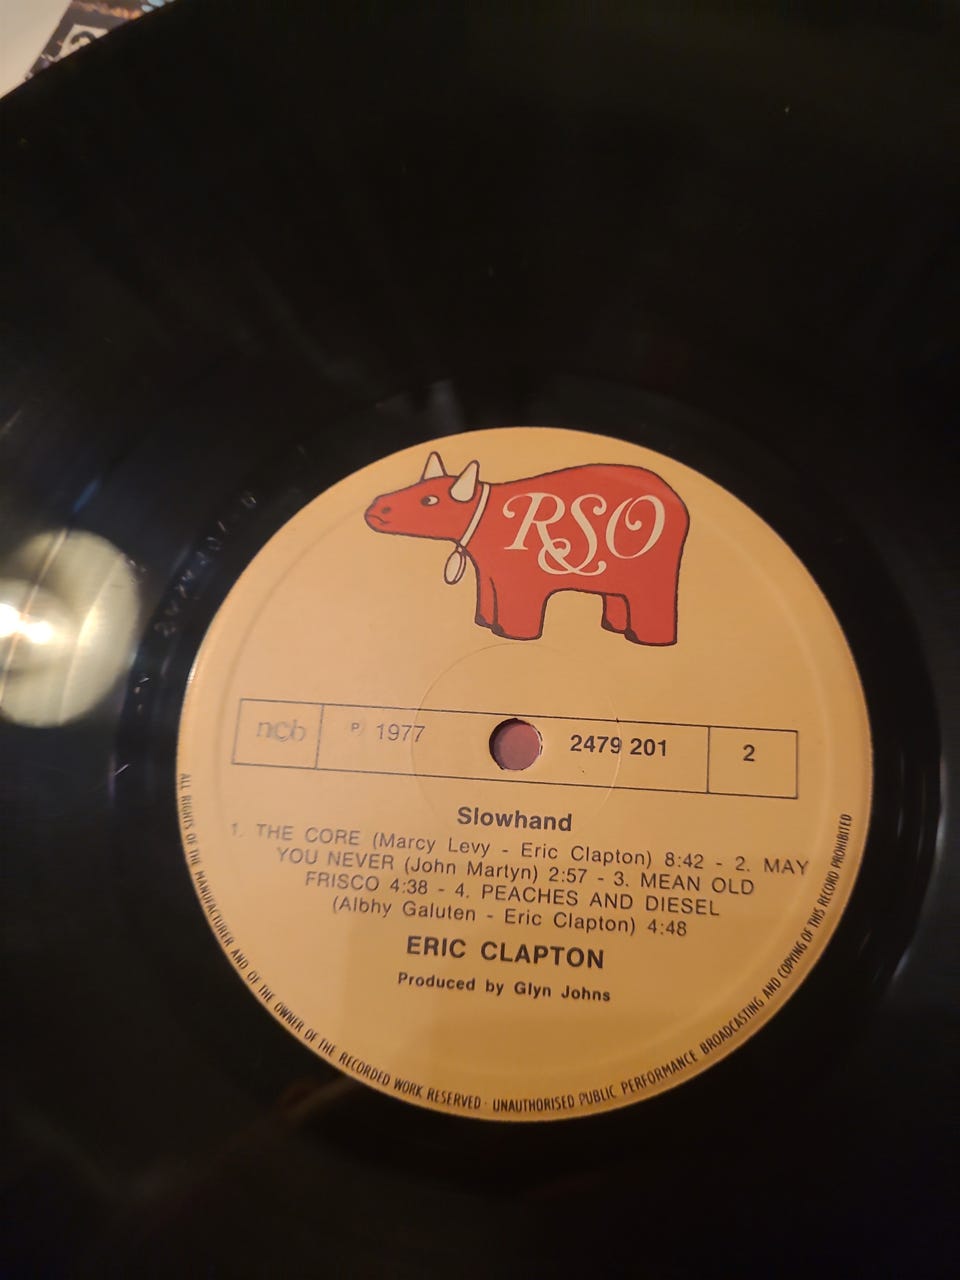 RSO
ncb
℗ 1977
2479 201
2
Slowhand
1. THE CORE (Marcy Levy - Eric Clapton) 8:42 - 2. MAY
YOU NEVER (John Martyn) 2:57 - 3. MEAN OLD
FRISCO 4:38 - 4. PEACHES AND DIESEL
(Albhy Galuten - Eric Clapton) 4:48
ERIC CLAPTON
Produced by Glyn Johns
ALL RIGHTS OF THE MANUFACTURER AND OF THE OWNER OF THE RECORDED WORK RESERVED · UNAUTHORISED PUBLIC PERFORMANCE BROADCASTING AND COPYING OF THIS RECORD PROHIBITED